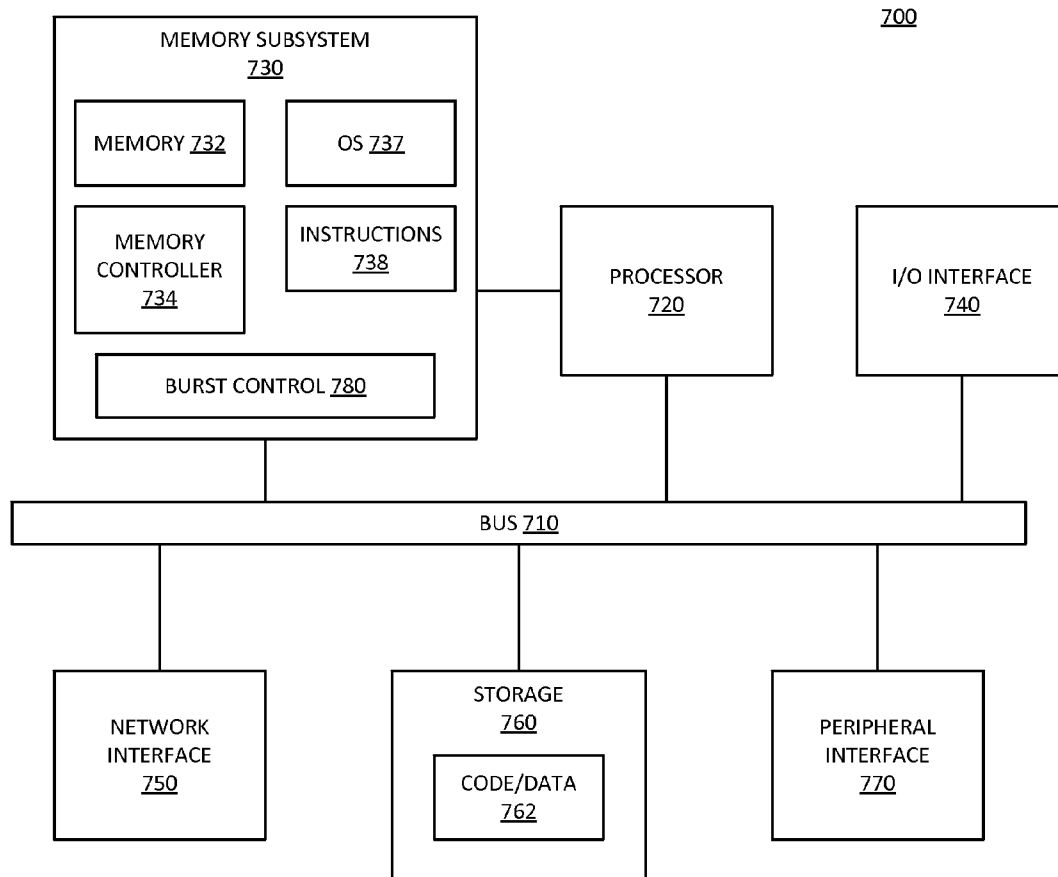 700
MEMORY SUBSYSTEM
730
MEMORY 732
OS 737
MEMORY
CONTROLLER
734
INSTRUCTIONS
738
BURST CONTROL 780
PROCESSOR
720
I/O INTERFACE
740
BUS 710
NETWORK
INTERFACE
750
STORAGE
760
CODE/DATA
762
PERIPHERAL
INTERFACE
770